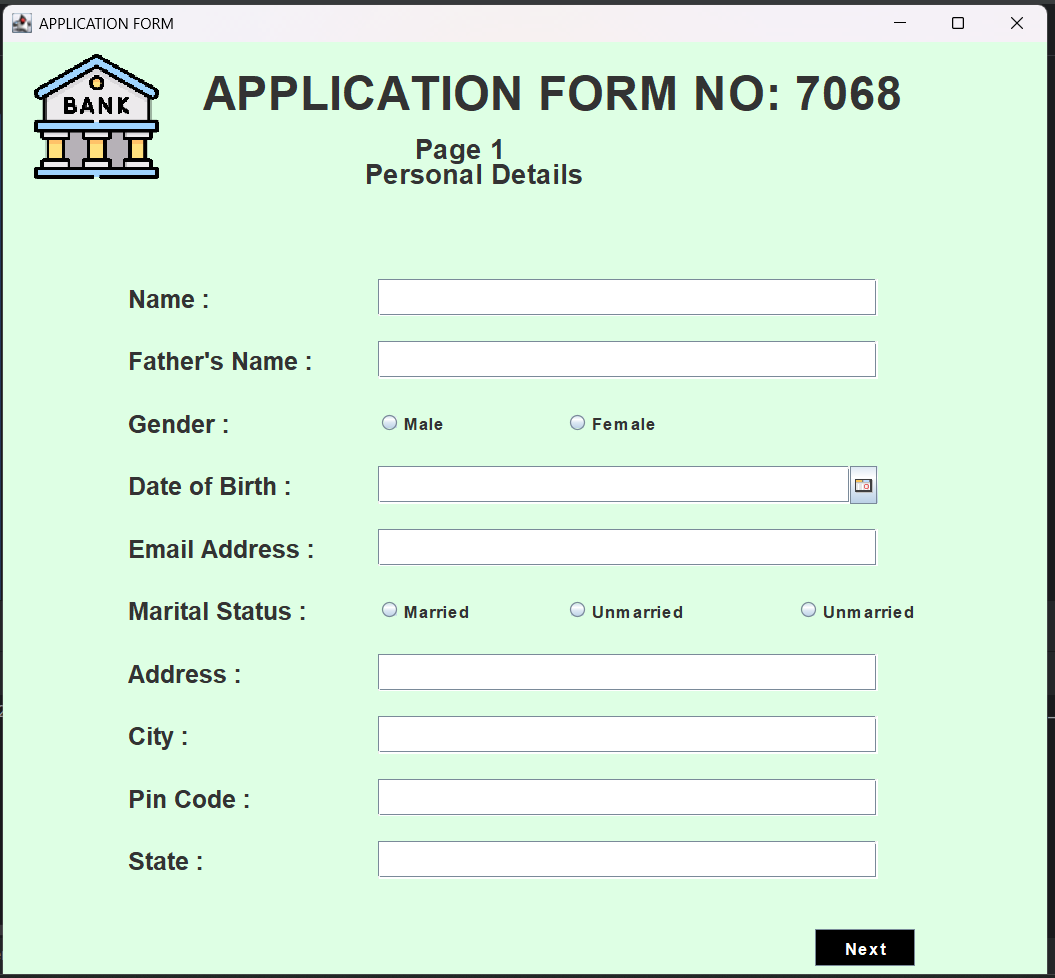 APPLICATION FORM
BANK
APPLICATION FORM NO: 7068
Page 1
Personal Details
Name :
Father's Name :
Gender : Male Female
Date of Birth :
Email Address :
Marital Status : Married Unmarried Unmarried
Address :
City :
Pin Code :
State :
Next